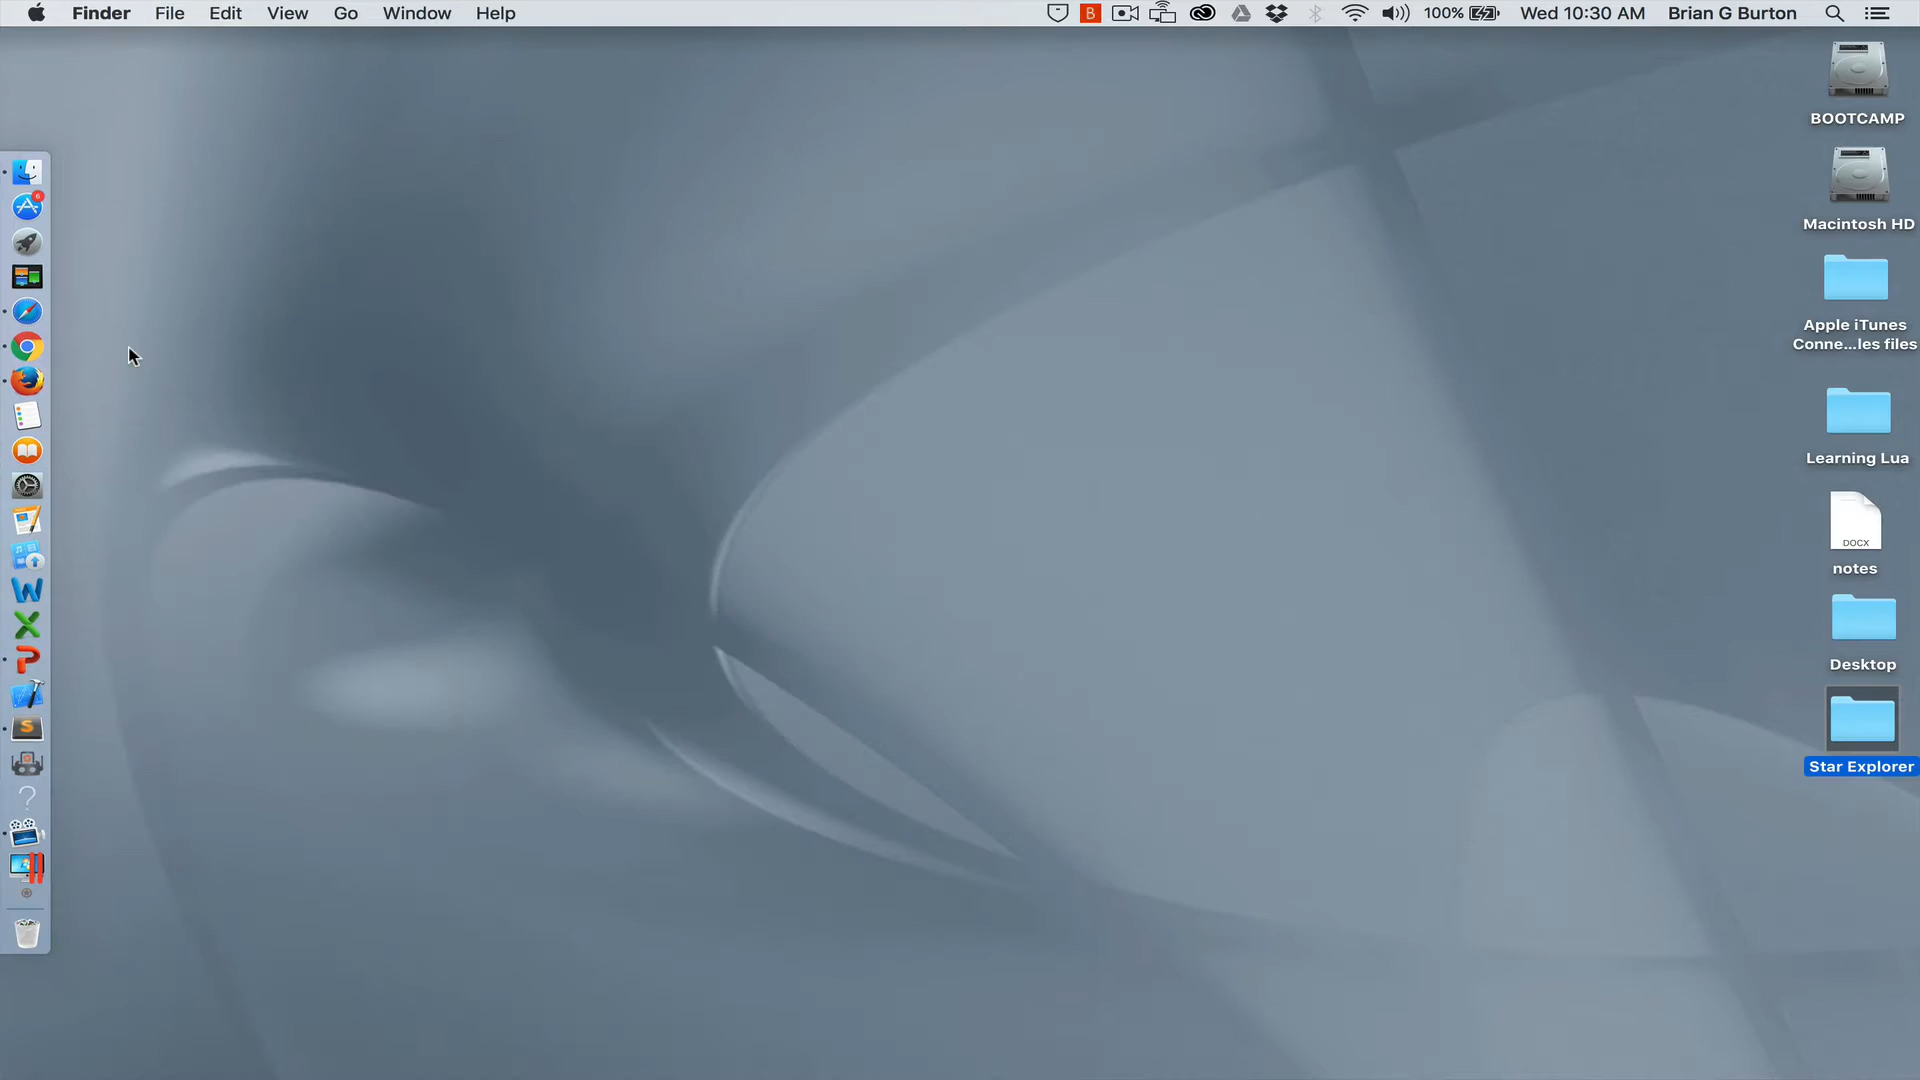 Finder File Edit View Go Window Help B 100% Wed 10:30 AM Brian G Burton
BOOTCAMP
Macintosh HD
Apple iTunes
Conne...les files
Learning Lua
DOCX
notes
Desktop
Star Explorer